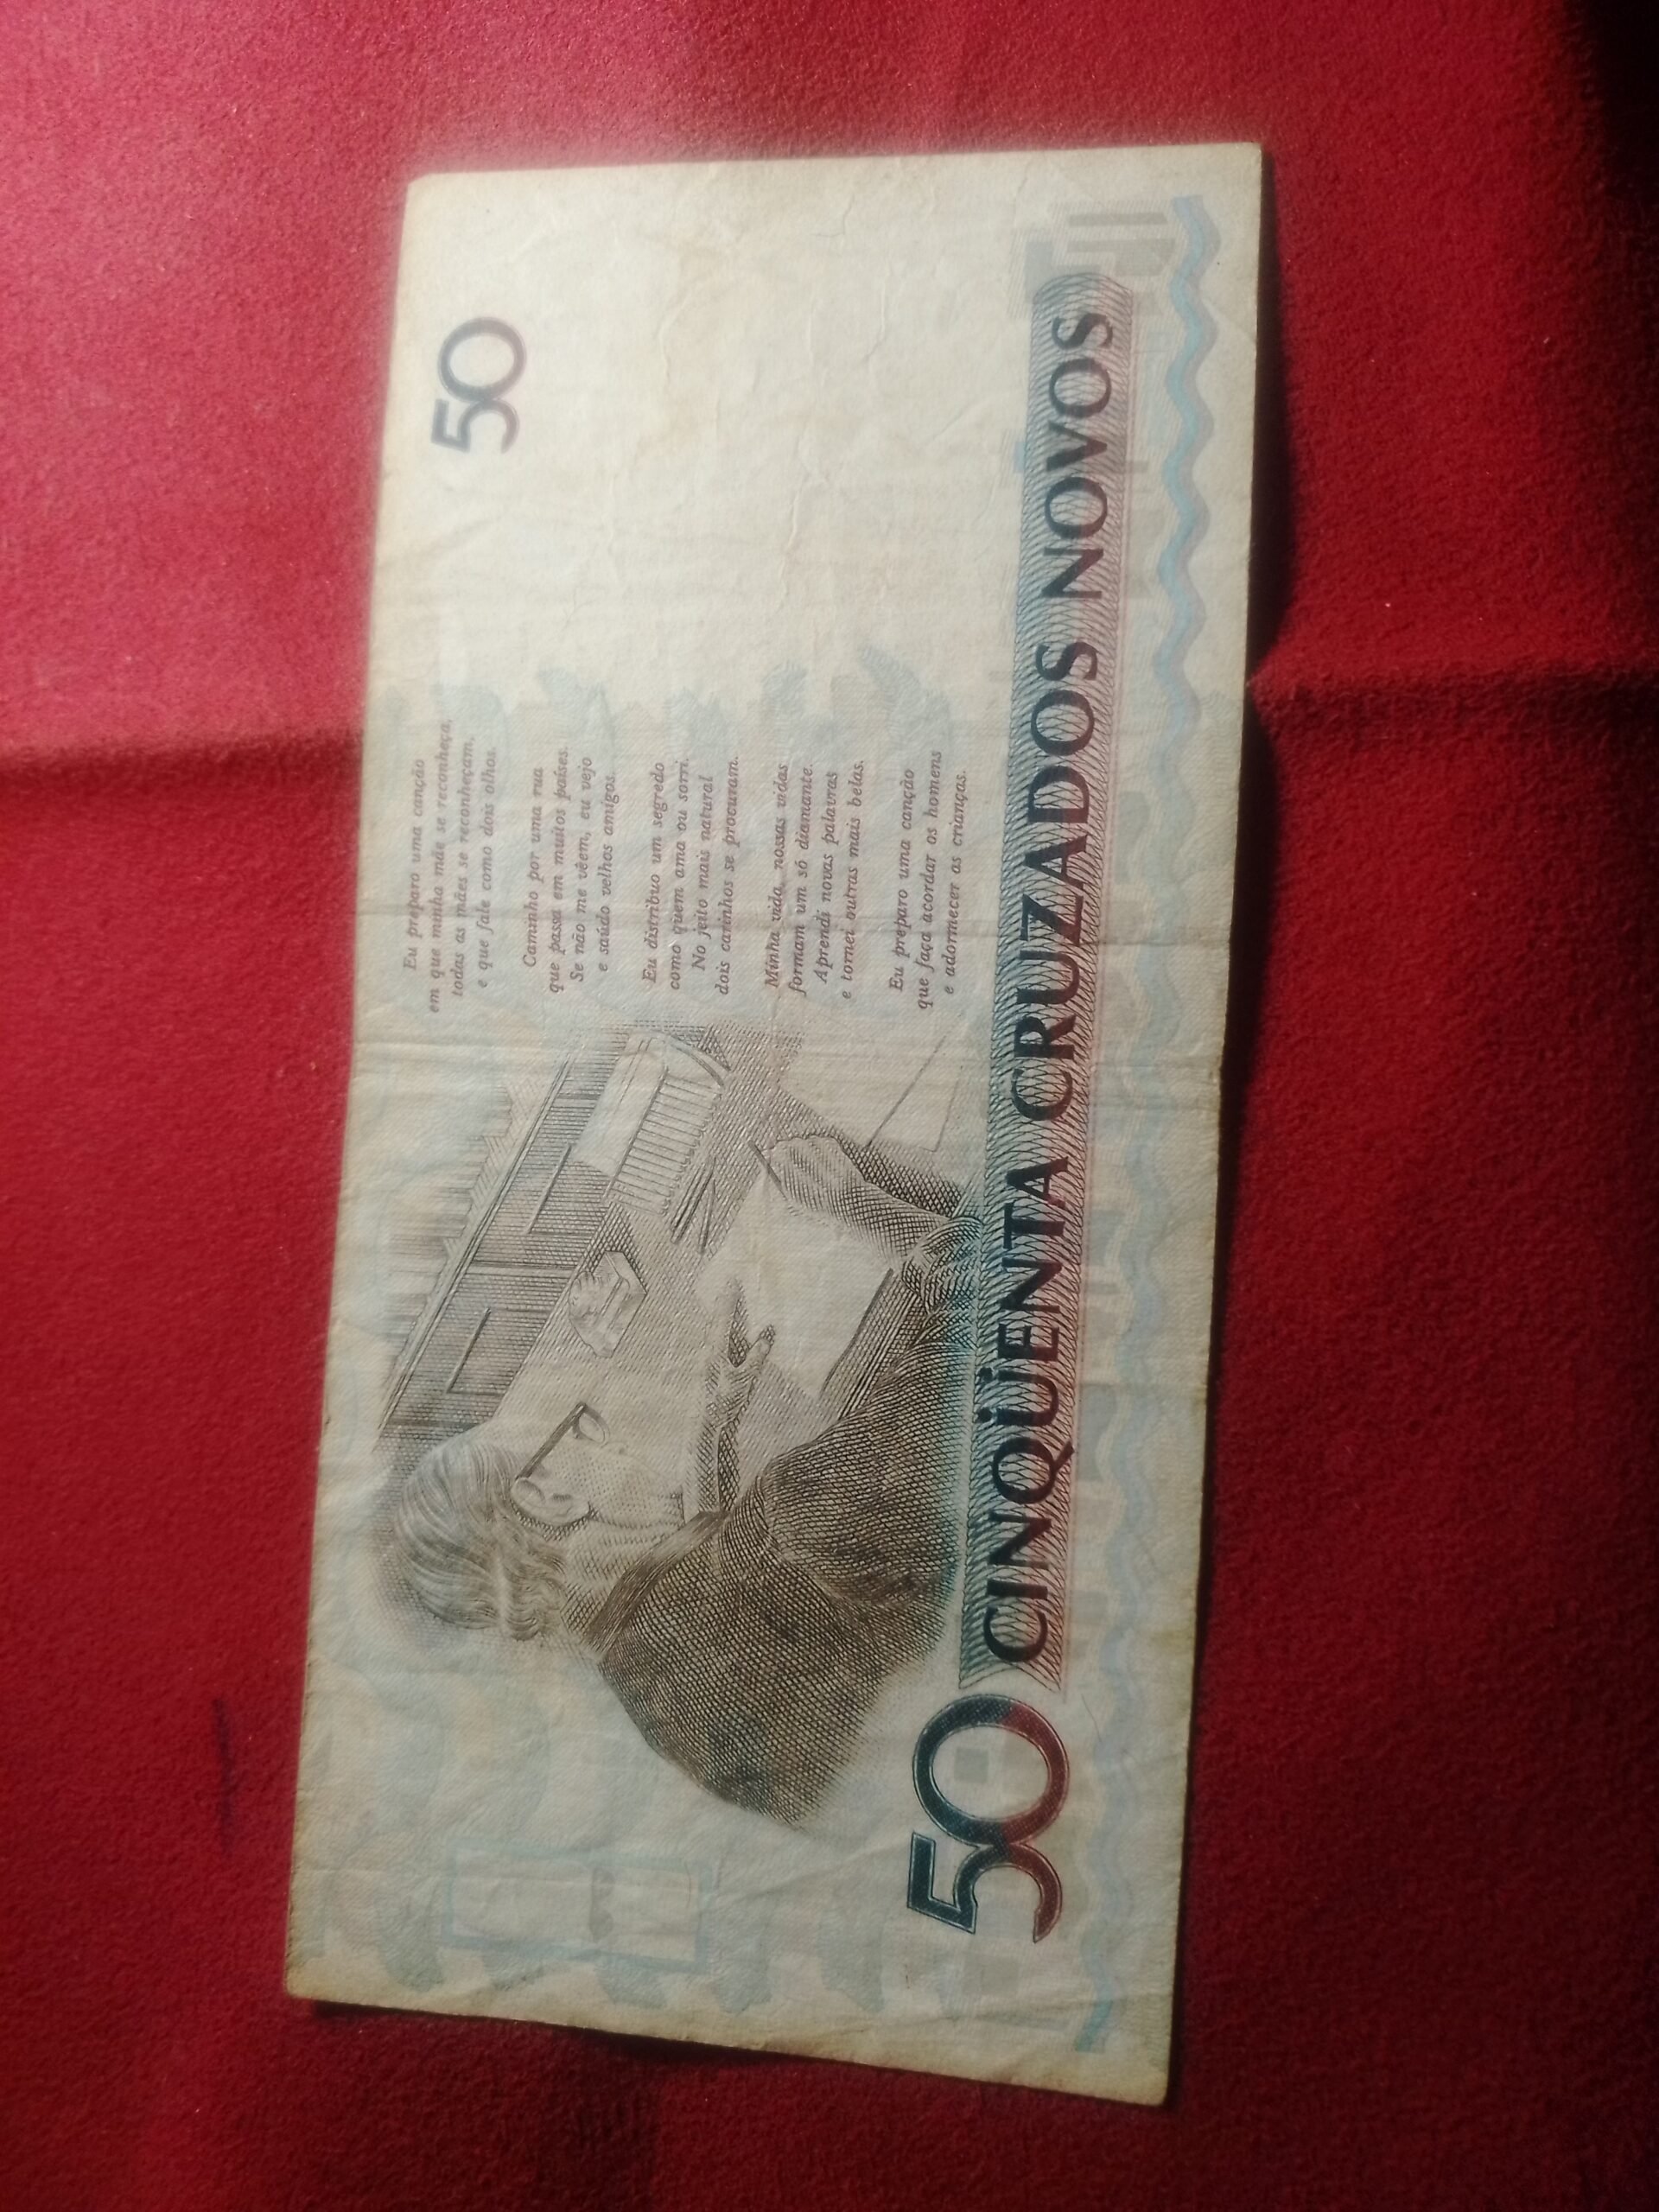 50
Eu preparo uma canção
em que minha mãe se reconheça,
todas as mães se reconheçam,
e que fale como dois olhos.
Caminho por uma rua
que passa em muitos países.
Se não me vêem, eu vejo
e saúdo velhos amigos.
Eu distribuo um segredo
como quem ama ou sorri.
No jeito mais natural
dois carinhos se procuram.
Minha vida, nossas vidas
formam um só diamante.
Aprendi novas palavras
e tornei outras mais belas.
Eu preparo uma canção
que faça acordar os homens
e adormecer as crianças.
50 CINQÜENTA CRUZADOS NOVOS